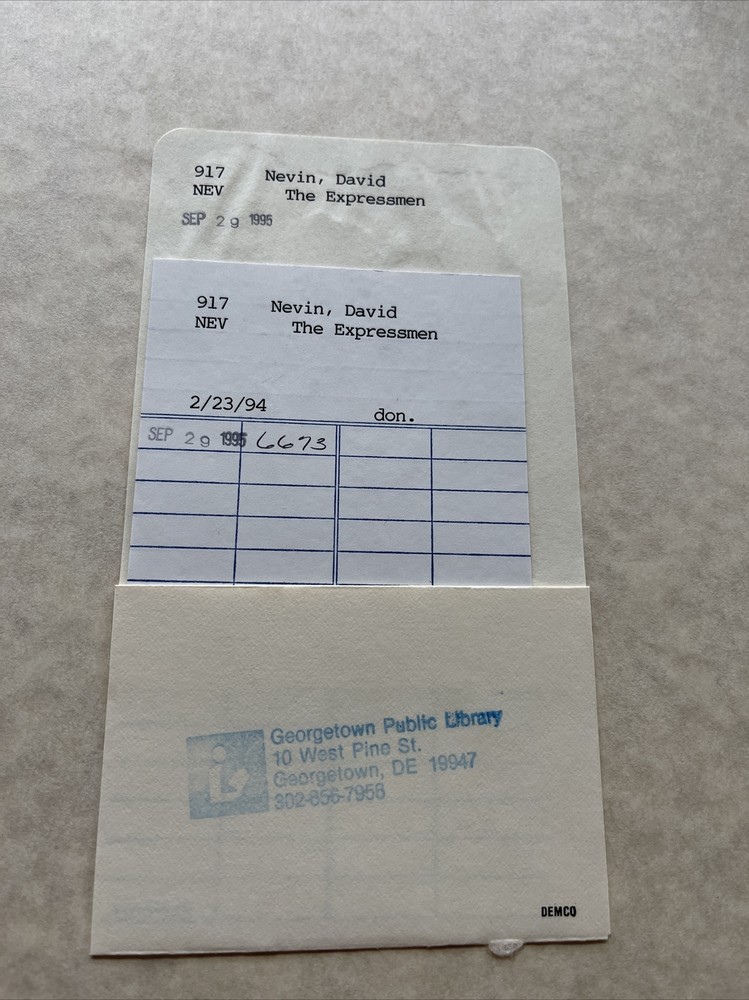 917 Nevin, David
NEV The Expressmen
SEP 29 1995
917 Nevin, David
NEV The Expressmen
2/23/94 don.
SEP 29 1995 6673
Georgetown Public Library
10 West Pine St.
Georgetown, DE 19947
302-856-7958
DEMCO